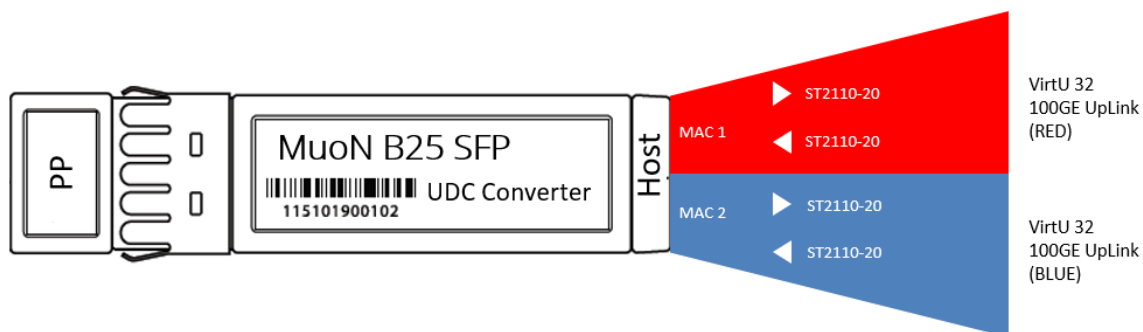 PP
MuoN B25 SFP
UDC Converter
115101900102
Host
MAC 1
ST2110-20
ST2110-20
VirtU 32
100GE UpLink
(RED)
MAC 2
ST2110-20
ST2110-20
VirtU 32
100GE UpLink
(BLUE)